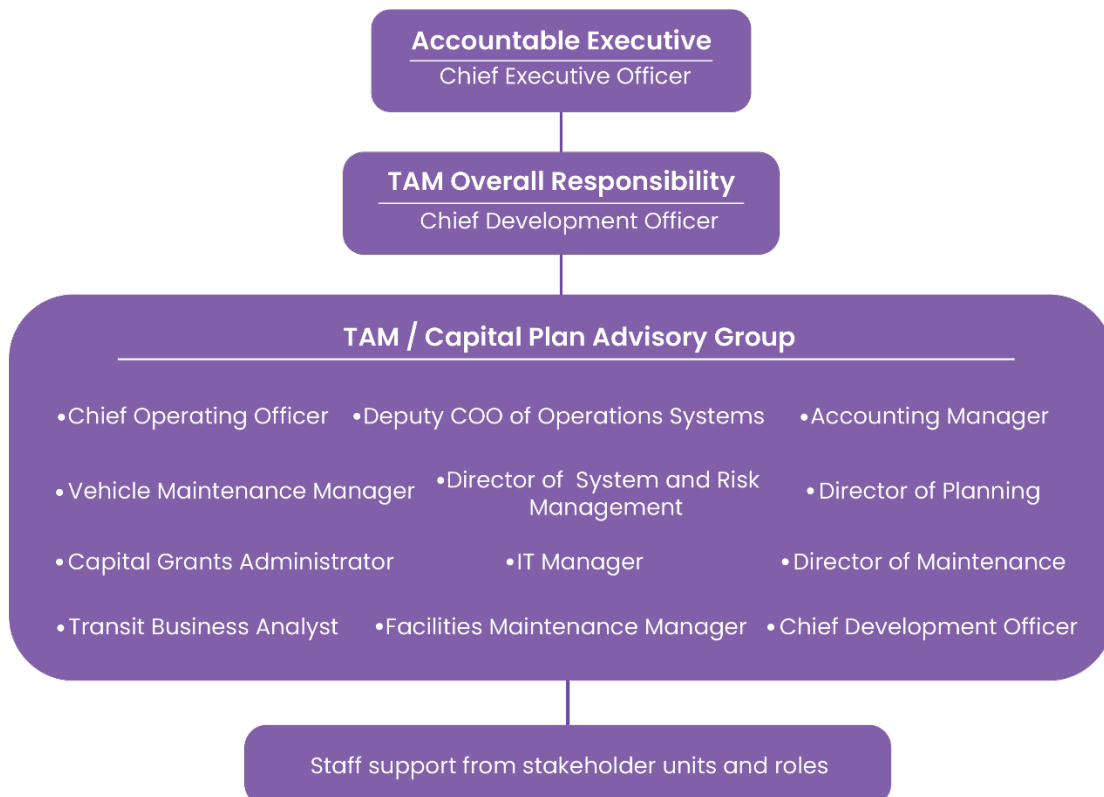 Accountable Executive
Chief Executive Officer
TAM Overall Responsibility
Chief Development Officer
TAM / Capital Plan Advisory Group
•Chief Operating Officer •Deputy COO of Operations Systems •Accounting Manager
•Vehicle Maintenance Manager •Director of System and Risk Management •Director of Planning
•Capital Grants Administrator •IT Manager •Director of Maintenance
•Transit Business Analyst •Facilities Maintenance Manager •Chief Development Officer
Staff support from stakeholder units and roles